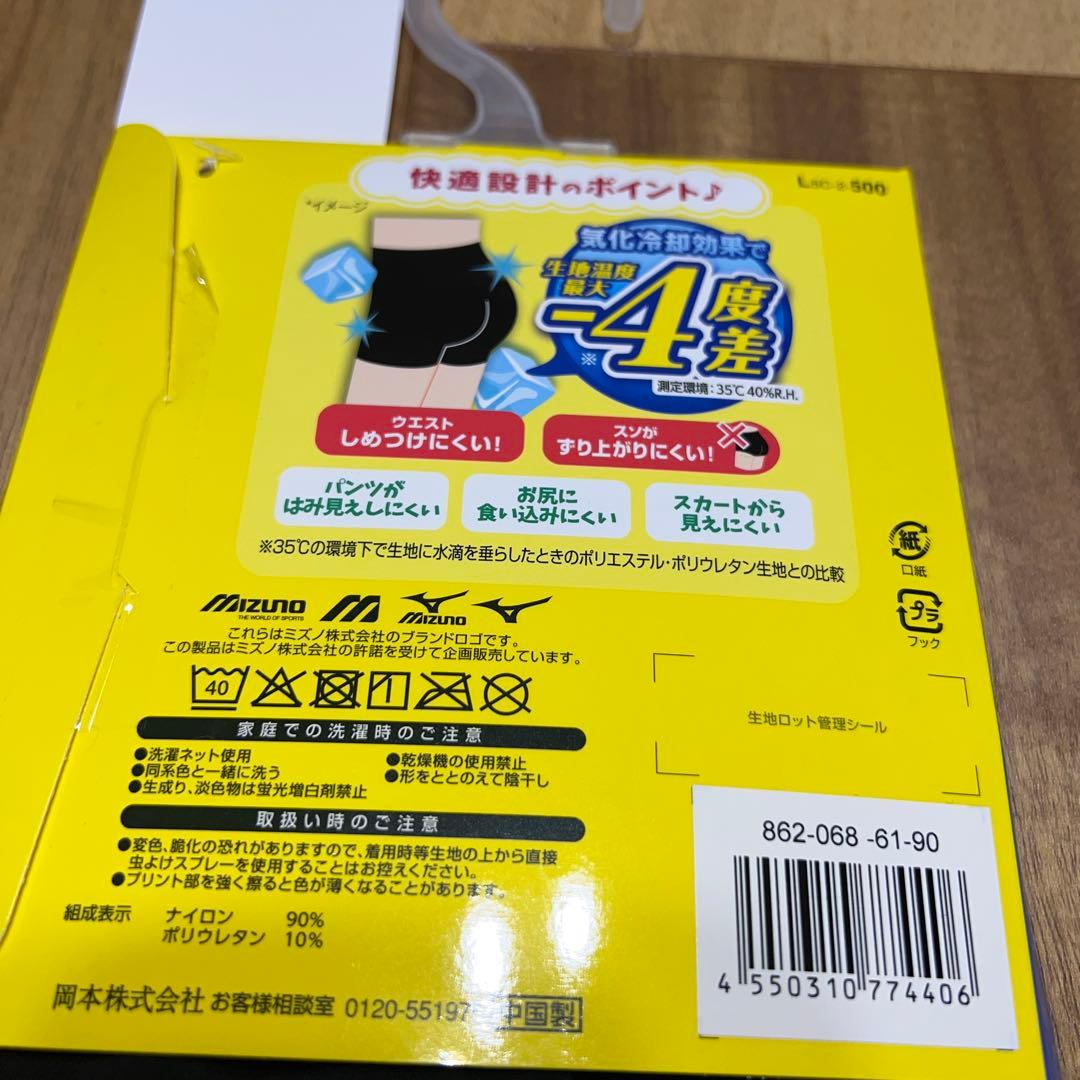 快適設計のポイント♪
*イメージ
気化冷却効果で
生地温度
最大
-4度差
※
測定環境:35℃ 40%R.H.
ウエスト
しめつけにくい!
スソが
ずり上がりにくい!
パンツが
はみ見えしにくい
お尻に
食い込みにくい
スカートから
見えにくい
※35℃の環境下で生地に水滴を垂らしたときのポリエステル・ポリウレタン生地との比較
紙
口紙
プラ
フック
MIZUNO
THE WORLD OF SPORTS
MIZUNO
これらはミズノ株式会社のブランドロゴです。
この製品はミズノ株式会社の許諾を受けて企画販売しています。
40
家庭での洗濯時のご注意
●洗濯ネット使用
●同系色と一緒に洗う
●生成り、淡色物は蛍光増白剤禁止
●乾燥機の使用禁止
●形をととのえて陰干し
取扱い時のご注意
●変色、脆化の恐れがありますので、着用時等生地の上から直接
虫よけスプレーを使用することはお控えください。
●プリント部を強く擦ると色が薄くなることがあります。
組成表示 ナイロン 90%
ポリウレタン 10%
岡本株式会社 お客様相談室 0120-55197
中国製
生地ロット管理シール
862-068 -61-90
4 550310 774406